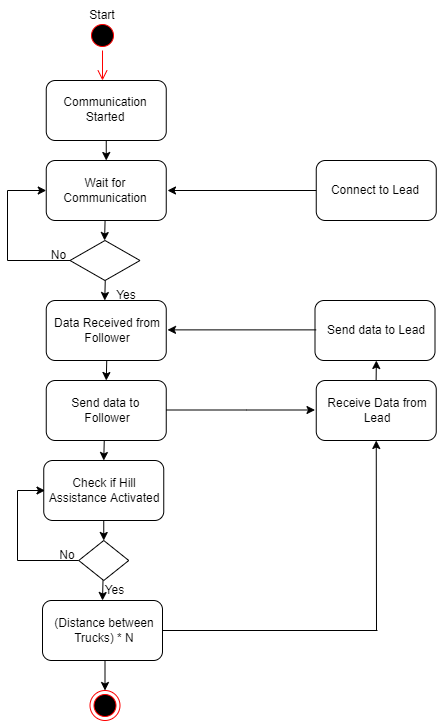 Start
Communication
Started
Wait for
Communication
Connect to Lead
No
Yes
Data Received from
Follower
Send data to Lead
Send data to
Follower
Receive Data from
Lead
Check if Hill
Assistance Activated
No
Yes
(Distance between
Trucks) * N